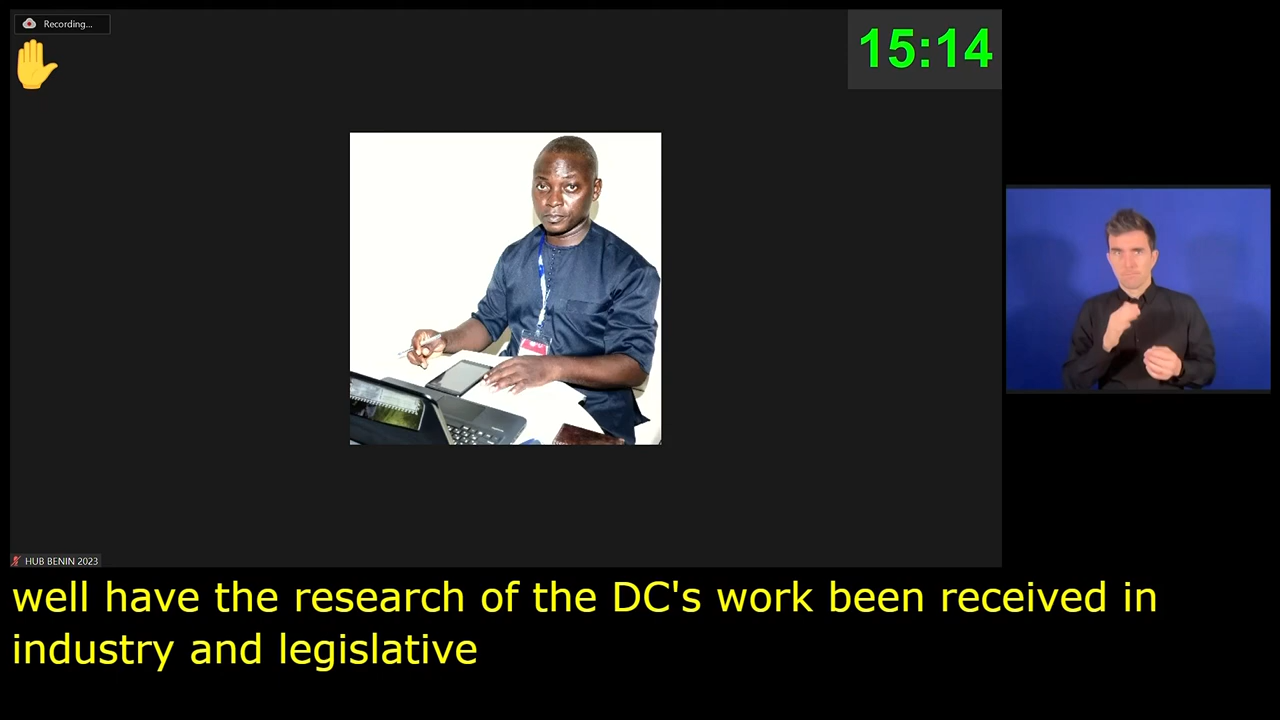 Recording...
15:14
HUB BENIN 2023
well have the research of the DC's work been received in
industry and legislative